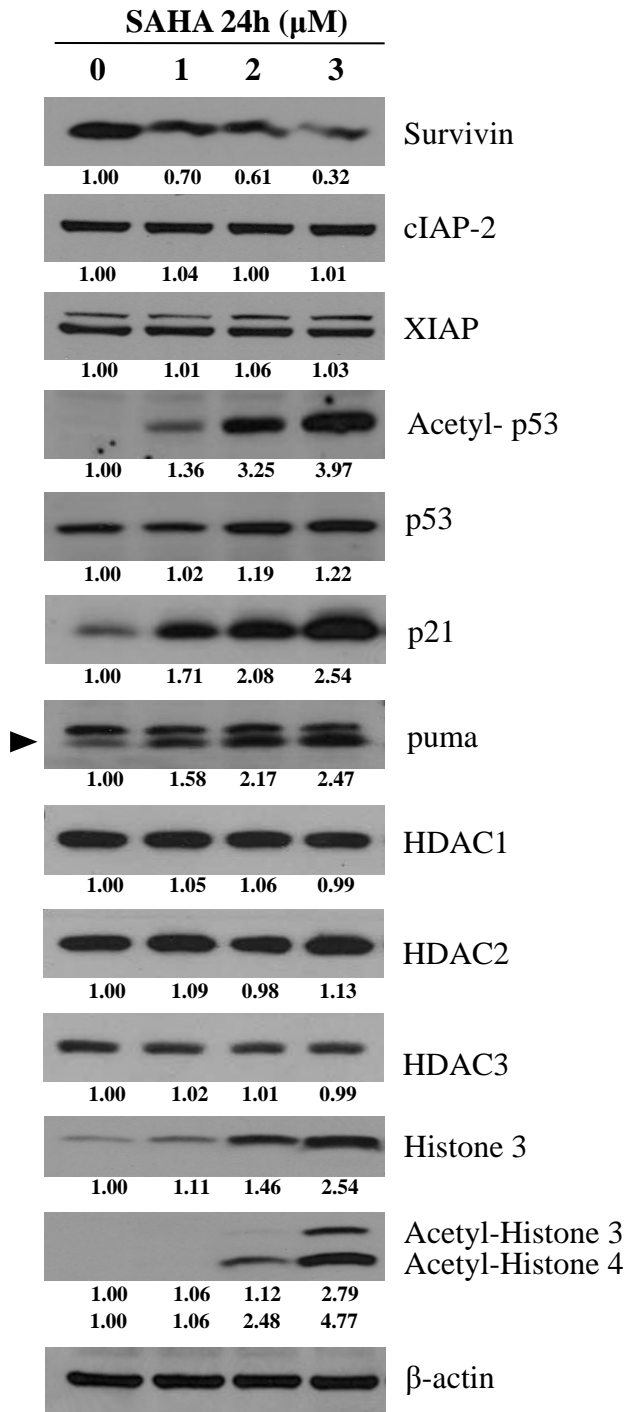 SAHA 24h (μM)
0 1 2 3
Survivin
1.00 0.70 0.61 0.32
cIAP-2
1.00 1.04 1.00 1.01
XIAP
1.00 1.01 1.06 1.03
Acetyl- p53
1.00 1.36 3.25 3.97
p53
1.00 1.02 1.19 1.22
p21
1.00 1.71 2.08 2.54
puma
1.00 1.58 2.17 2.47
HDAC1
1.00 1.05 1.06 0.99
HDAC2
1.00 1.09 0.98 1.13
HDAC3
1.00 1.02 1.01 0.99
Histone 3
1.00 1.11 1.46 2.54
Acetyl-Histone 3
Acetyl-Histone 4
1.00 1.06 1.12 2.79
1.00 1.06 2.48 4.77
β-actin